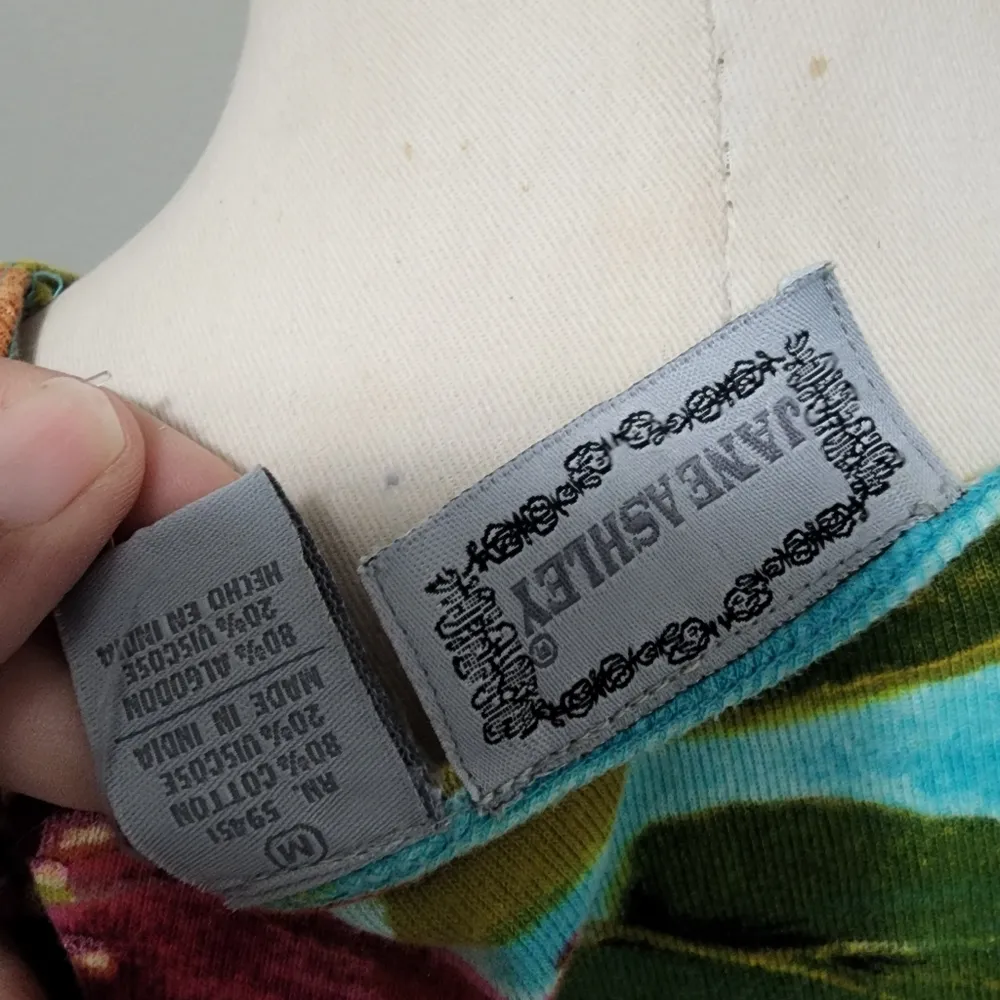 JANE ASHLEY®
M
RN. 59451
80% COTTON
20% VISCOSE
MADE IN INDIA
80% ALGODON
20% VISCOSE
HECHO EN INDIA